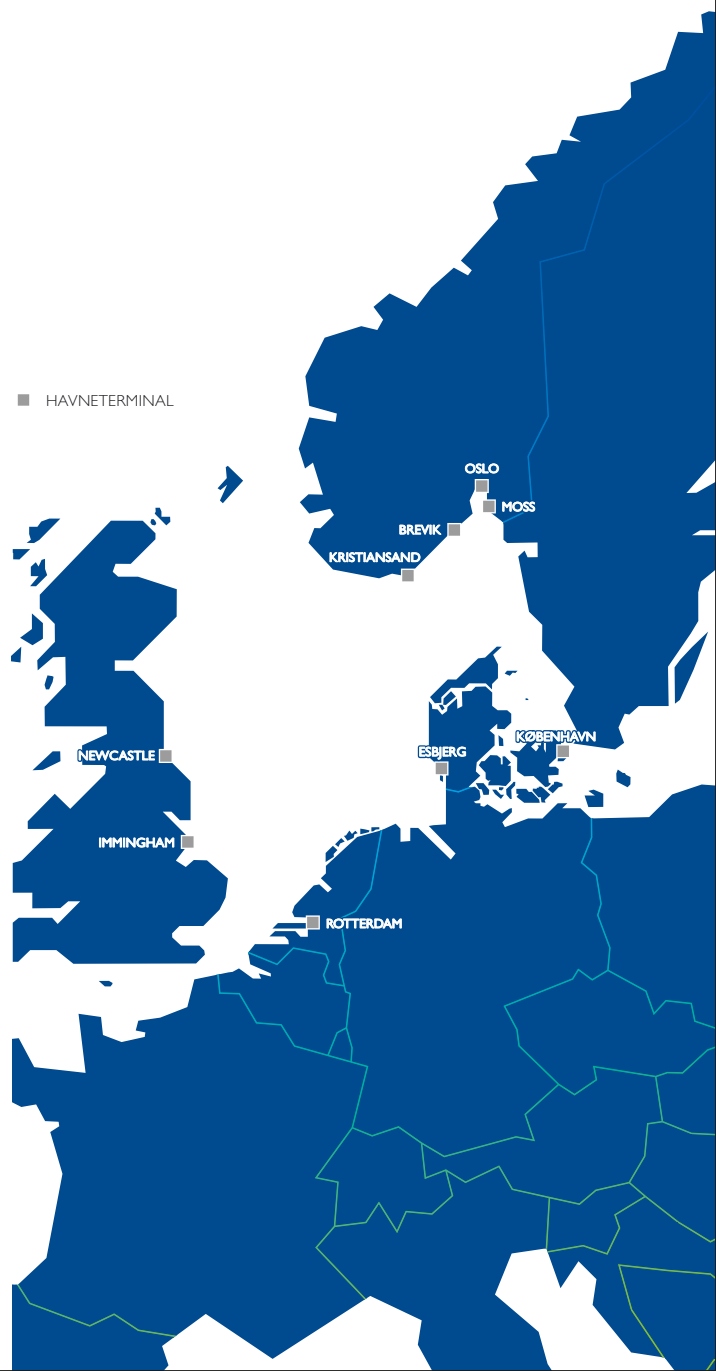 HAVNETERMINAL
OSLO
MOSS
BREVIK
KRISTIANSAND
KØBENHAVN
ESBJERG
NEWCASTLE
IMMINGHAM
ROTTERDAM